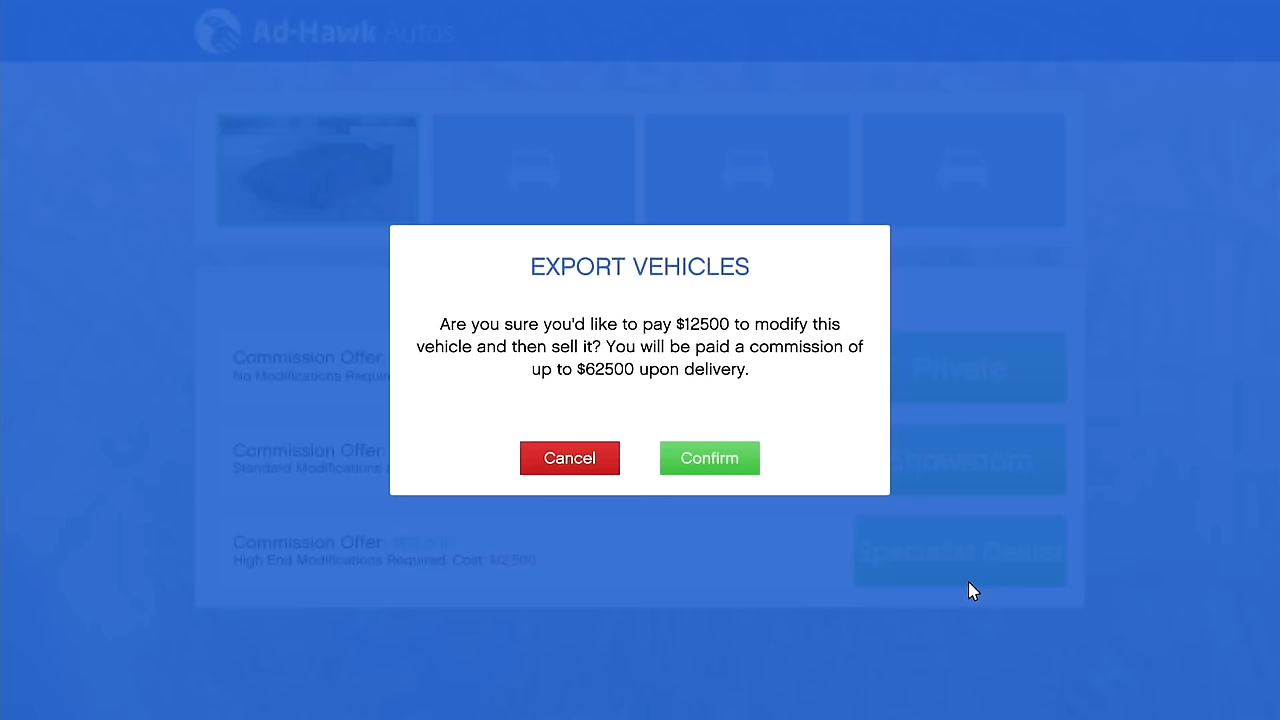 Ad-Hawk Autos
EXPORT VEHICLES
Are you sure you'd like to pay $12500 to modify this
vehicle and then sell it? You will be paid a commission of
up to $62500 upon delivery.
Cancel
Confirm
Commission Offer:
No Modifications Require
Private
Commission Offer:
Standard Modifications
Showroom
Commission Offer:
High End Modifications Required. Cost: $12,500
Specialist Dealer